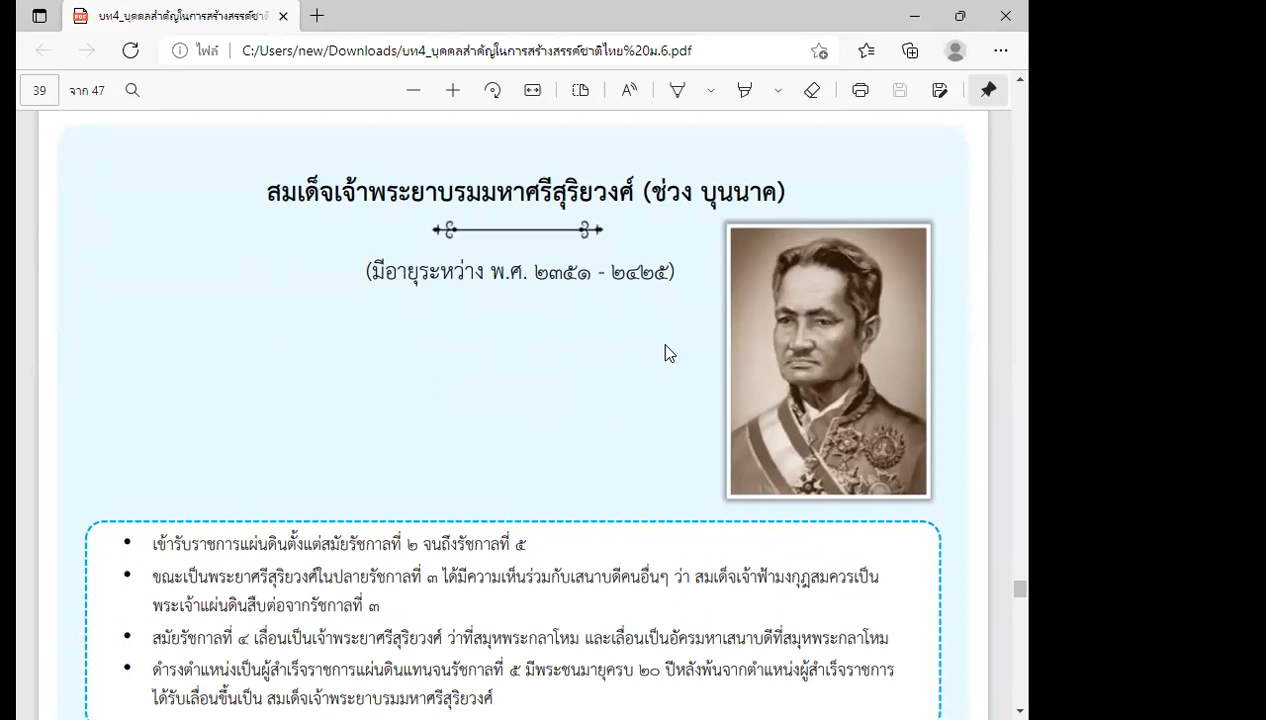 บท4_บุคคลสำคัญในการสร้างสรรค์ชาติ
ไฟล์ C:/Users/new/Downloads/บท4_บุคคลสำคัญในการสร้างสรรค์ชาติไทย%20ม.6.pdf
39 จาก 47
สมเด็จเจ้าพระยาบรมมหาศรีสุริยวงศ์ (ช่วง บุนนาค)
(มีอายุระหว่าง พ.ศ. ๒๓๕๑ - ๒๔๒๕)
• เข้ารับราชการแผ่นดินตั้งแต่สมัยรัชกาลที่ ๒ จนถึงรัชกาลที่ ๕
• ขณะเป็นพระยาศรีสุริยวงศ์ในปลายรัชกาลที่ ๓ ได้มีความเห็นร่วมกับเสนาบดีคนอื่นๆ ว่า สมเด็จเจ้าฟ้ามงกุฎสมควรเป็น
พระเจ้าแผ่นดินสืบต่อจากรัชกาลที่ ๓
• สมัยรัชกาลที่ ๔ เลื่อนเป็นเจ้าพระยาศรีสุริยวงศ์ ว่าที่สมุหพระกลาโหม และเลื่อนเป็นอัครมหาเสนาบดีที่สมุหพระกลาโหม
• ดำรงตำแหน่งเป็นผู้สำเร็จราชการแผ่นดินแทนจนรัชกาลที่ ๕ มีพระชนมายุครบ ๒๐ ปีหลังพ้นจากตำแหน่งผู้สำเร็จราชการ
ได้รับเลื่อนขึ้นเป็น สมเด็จเจ้าพระยาบรมมหาศรีสุริยวงศ์